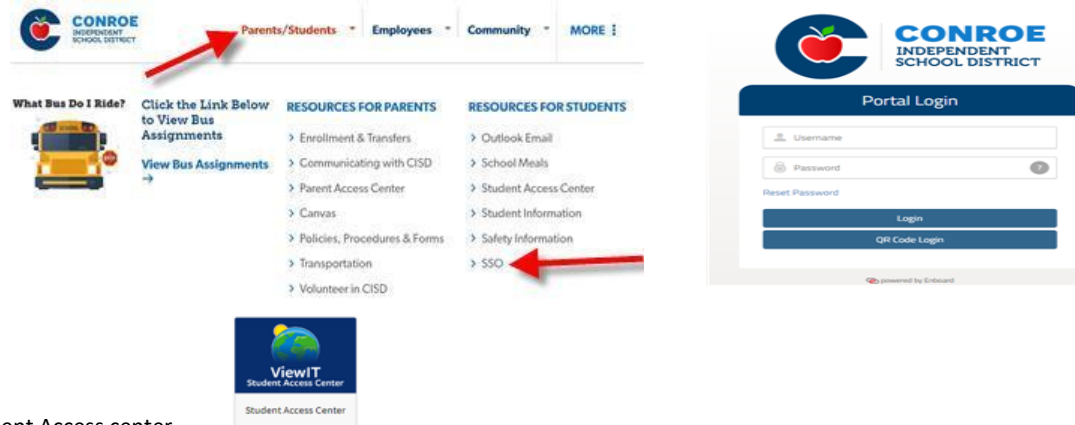 CONROE
INDEPENDENT
SCHOOL DISTRICT
Parents/Students
Employees
Community
MORE
What Bus Do I Ride?
SCHOOL
Click the Link Below
to View Bus
Assignments
View Bus Assignments
→
RESOURCES FOR PARENTS
> Enrollment & Transfers
> Communicating with CISD
> Parent Access Center
> Canvas
> Policies, Procedures & Forms
> Transportation
> Volunteer in CISD
RESOURCES FOR STUDENTS
> Outlook Email
> School Meals
> Student Access Center
> Student Information
> Safety Information
> SSO
CONROE
INDEPENDENT
SCHOOL DISTRICT
Portal Login
Username
Password
?
Reset Password
Login
QR Code Login
powered by Enboard
ViewIT
Student Access Center
Student Access Center
ent Access center